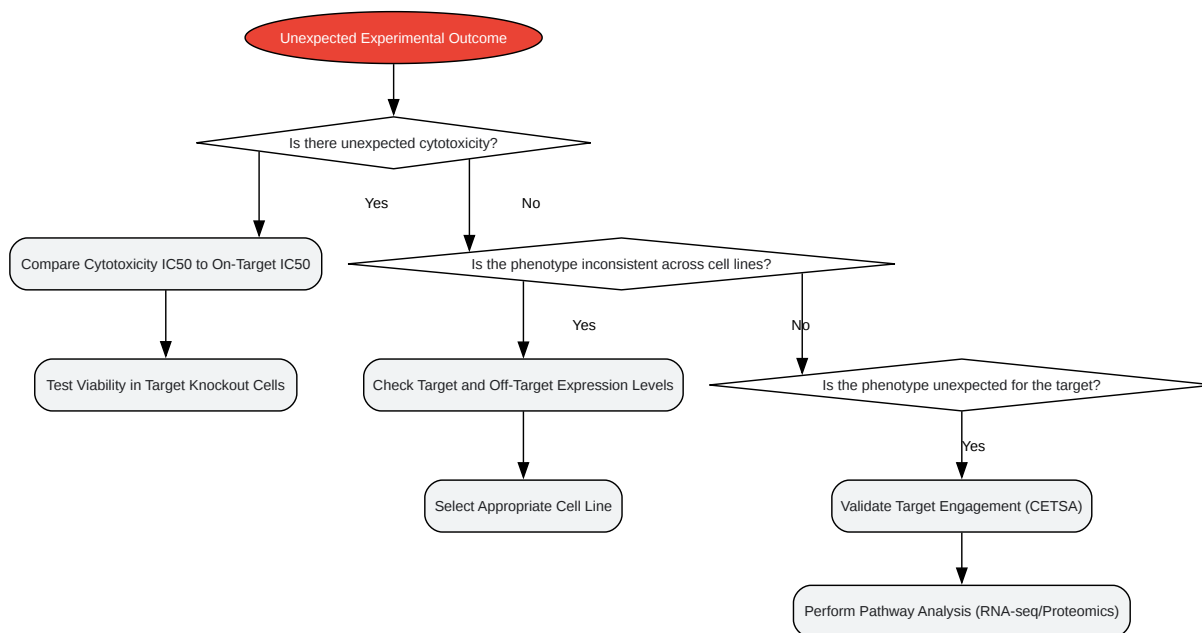 Unexpected Experimental Outcome
Is there unexpected cytotoxicity?
Yes
No
Compare Cytotoxicity IC50 to On-Target IC50
Is the phenotype inconsistent across cell lines?
Yes
No
Test Viability in Target Knockout Cells
Check Target and Off-Target Expression Levels
Is the phenotype unexpected for the target?
Yes
Select Appropriate Cell Line
Validate Target Engagement (CETSA)
Perform Pathway Analysis (RNA-seq/Proteomics)